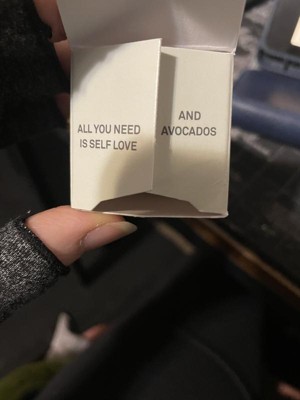 ALL YOU NEED
IS SELF LOVE
AND
AVOCADOS